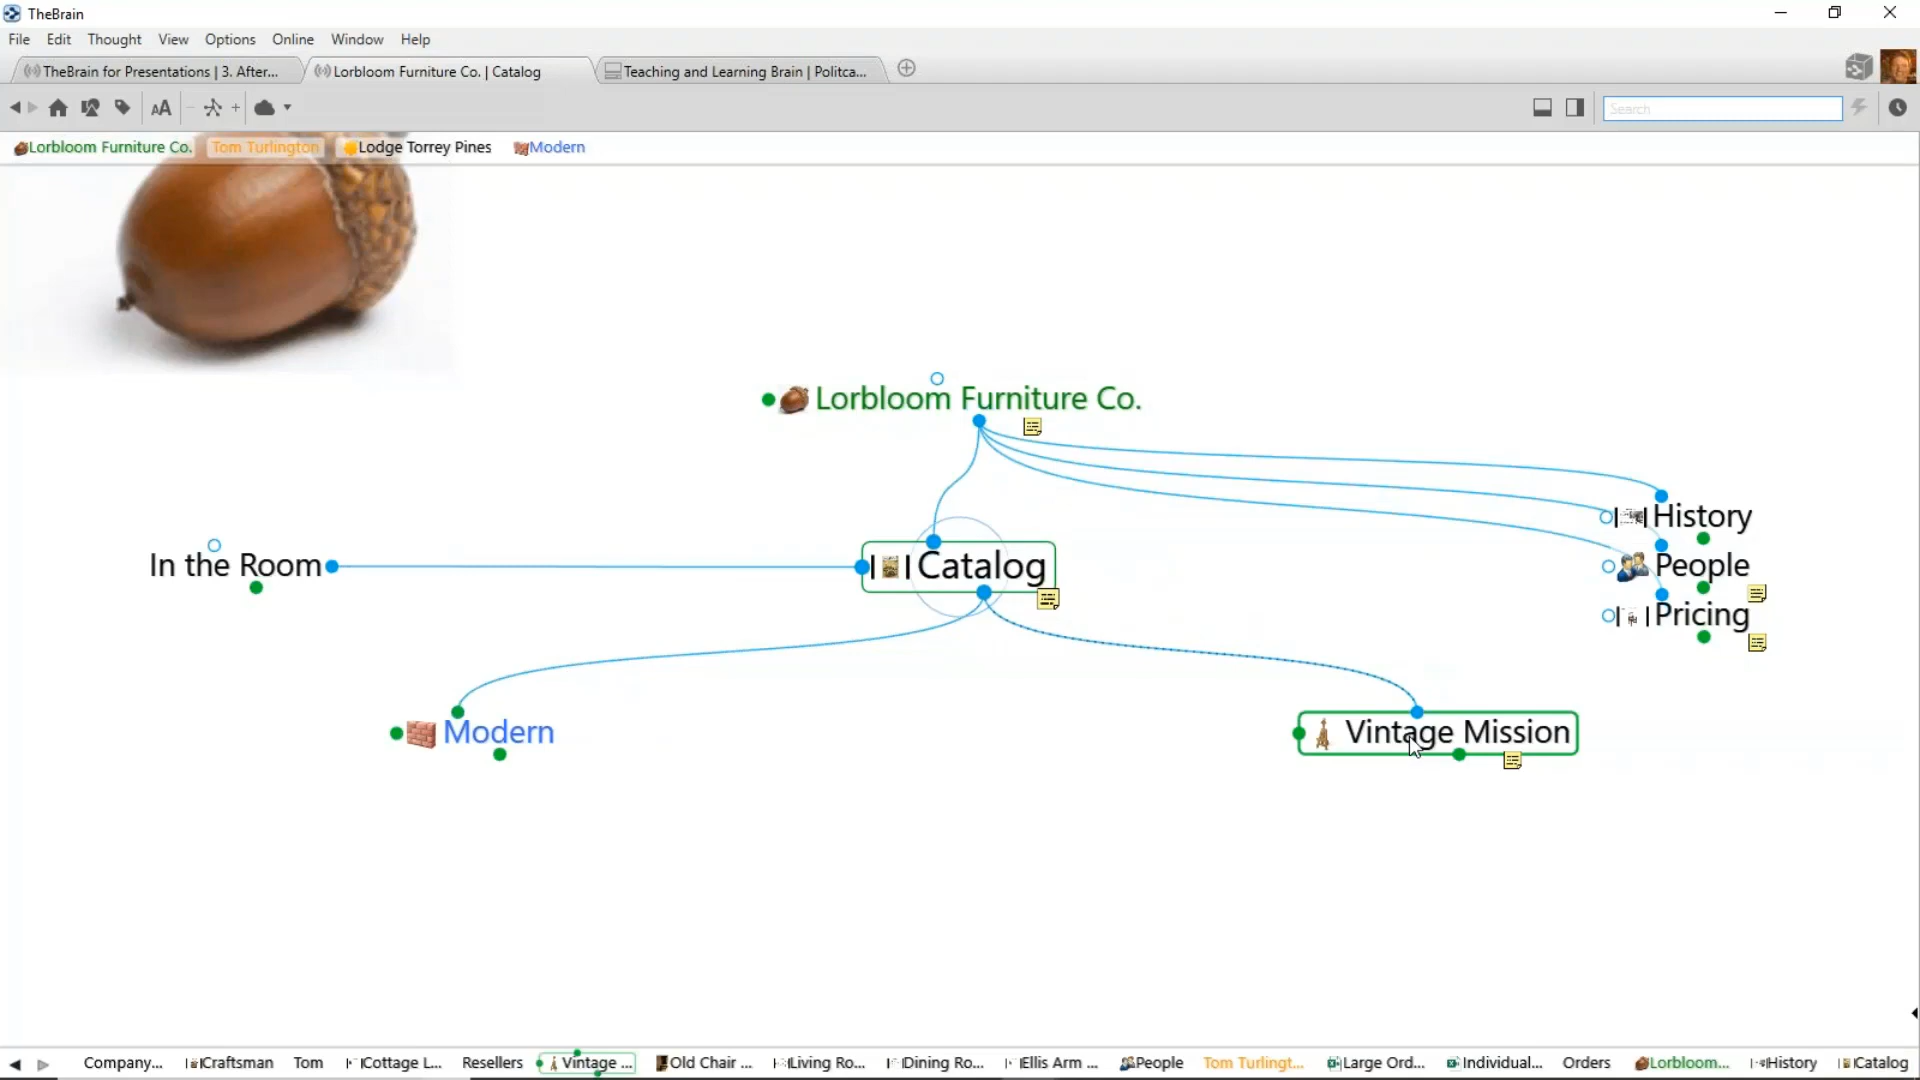 TheBrain
File Edit Thought View Options Online Window Help
TheBrain for Presentations | 3. After...
Lorbloom Furniture Co. | Catalog
Teaching and Learning Brain | Politca...
AA
Search
Lorbloom Furniture Co. Tom Turlington Lodge Torrey Pines Modern
Lorbloom Furniture Co.
History
In the Room
Catalog
People
Pricing
Modern
Vintage Mission
Company... Craftsman Tom Cottage L... Resellers Vintage ... Old Chair ... Living Ro... Dining Ro... Ellis Arm ... People Tom Turlingt... Large Ord... Individual... Orders Lorbloom... History Catalog